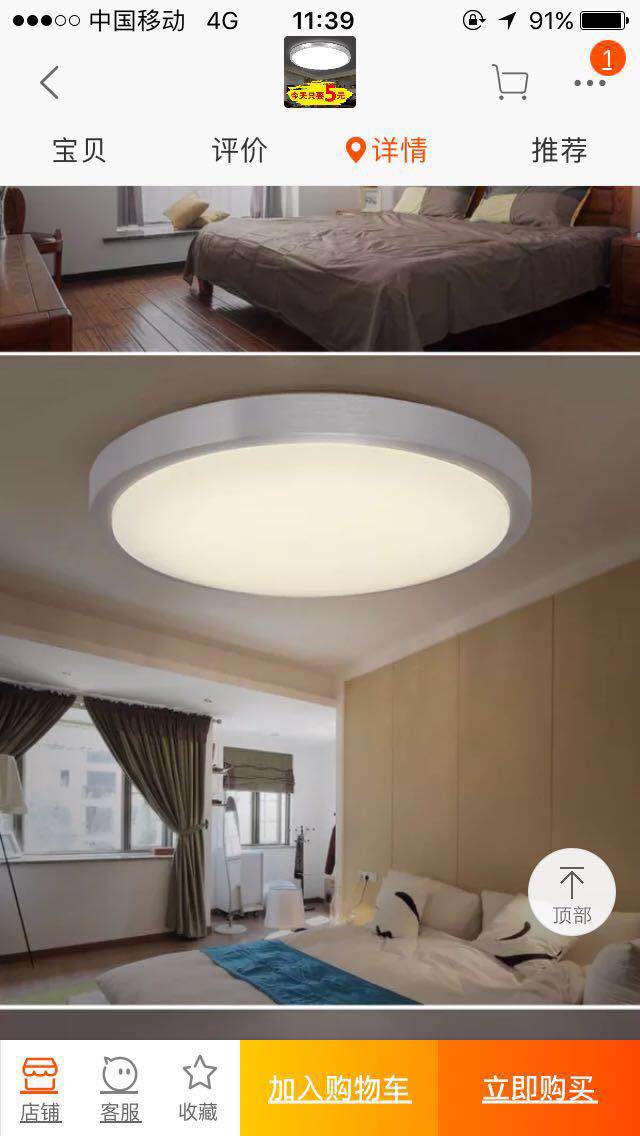 中国移动 4G 11:39 91%
今天只要5元
1
宝贝 评价 详情 推荐
顶部
店铺 客服 收藏 加入购物车 立即购买